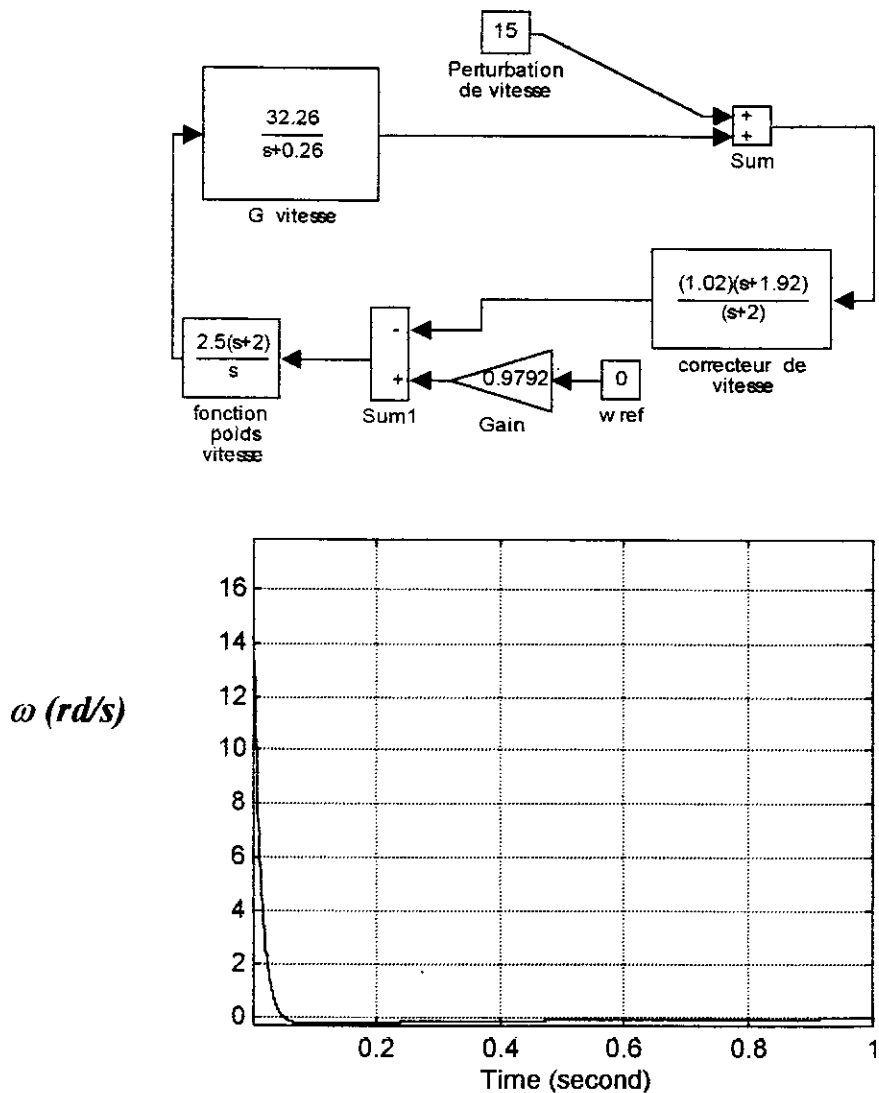 15
Perturbation
de vitesse
32.26
s+0.26
G vitesse
+
+
Sum
(1.02)(s+1.92)
(s+2)
correcteur de
vitesse
-
+
Sum1
0.9792
Gain
0
w ref
2.5(s+2)
s
fonction
poids
vitesse
16
14
12
10
8
6
4
2
0
ω (rd/s)
0.2
0.4
0.6
0.8
1
Time (second)